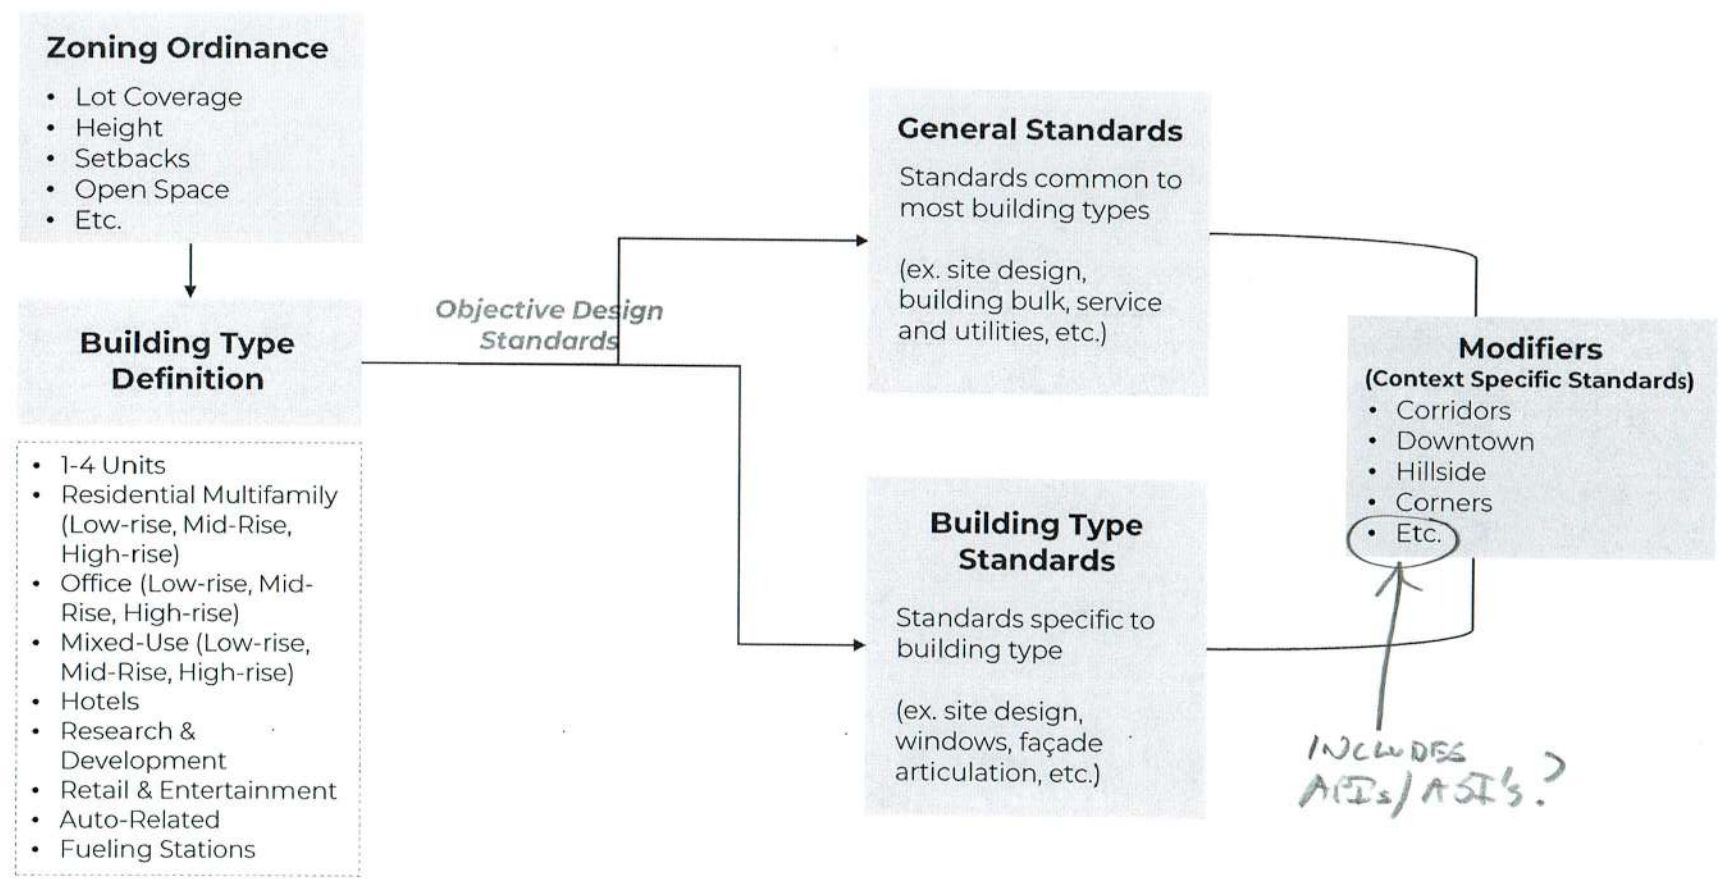 Zoning Ordinance
• Lot Coverage
• Height
• Setbacks
• Open Space
• Etc.
Building Type
Definition
• 1-4 Units
• Residential Multifamily
(Low-rise, Mid-Rise,
High-rise)
• Office (Low-rise, Mid-
Rise, High-rise)
• Mixed-Use (Low-rise,
Mid-Rise, High-rise)
• Hotels
• Research &
Development
• Retail & Entertainment
• Auto-Related
• Fueling Stations
Objective Design
Standards
General Standards
Standards common to
most building types
(ex. site design,
building bulk, service
and utilities, etc.)
Building Type
Standards
Standards specific to
building type
(ex. site design,
windows, façade
articulation, etc.)
Modifiers
(Context Specific Standards)
• Corridors
• Downtown
• Hillside
• Corners
• Etc.
INCLUDES
/ASI's?